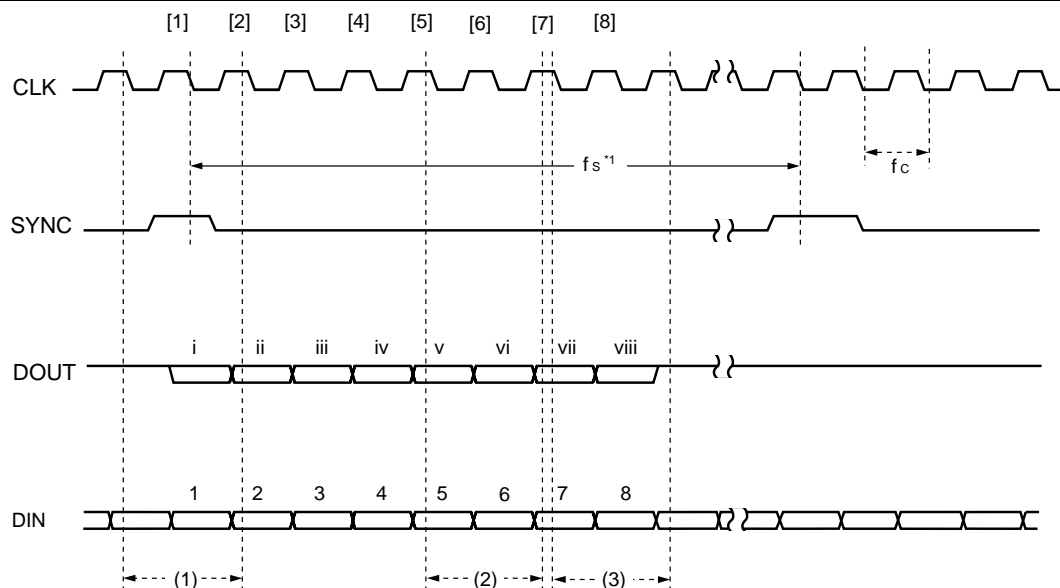 [1] [2] [3] [4] [5] [6] [7] [8]
CLK
fs*1
fc
SYNC
i ii iii iv v vi vii viii
DOUT
1 2 3 4 5 6 7 8
DIN
(1) (2) (3)